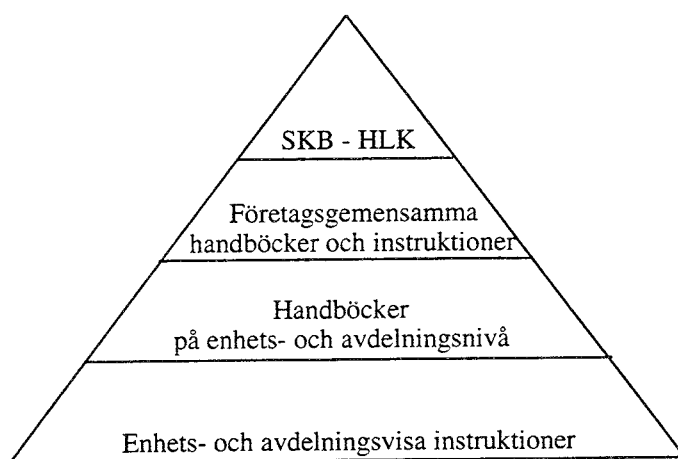 SKB - HLK
Företagsgemensamma
handböcker och instruktioner
Handböcker
på enhets- och avdelningsnivå
Enhets- och avdelningsvisa instruktioner